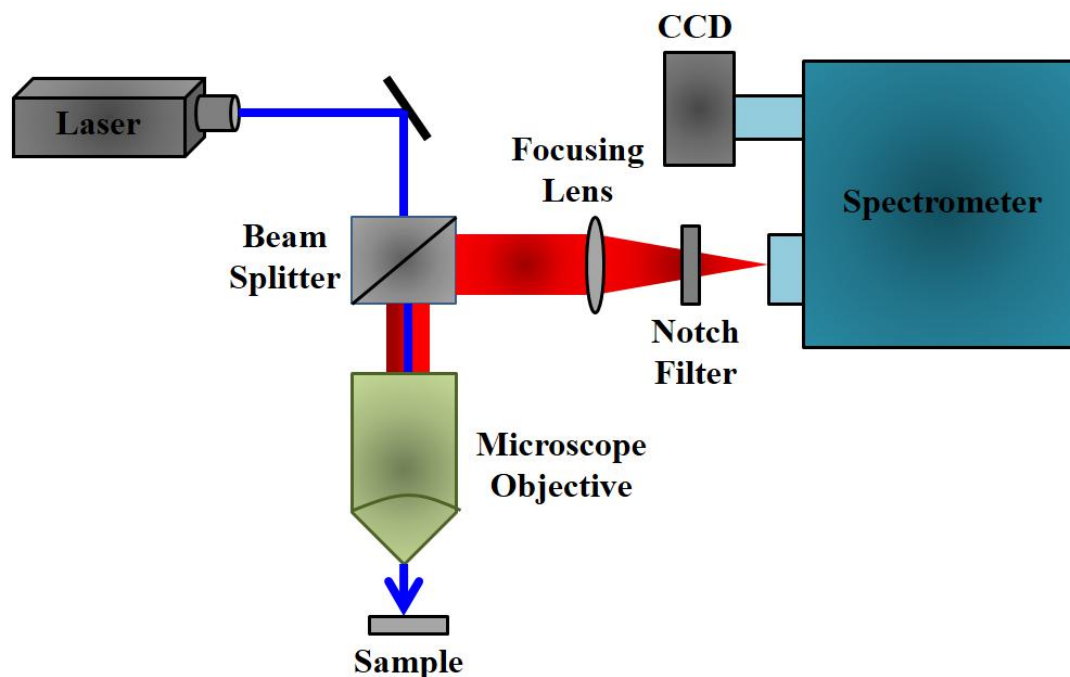 CCD
Laser
Focusing
Lens
Spectrometer
Beam
Splitter
Notch
Filter
Microscope
Objective
Sample